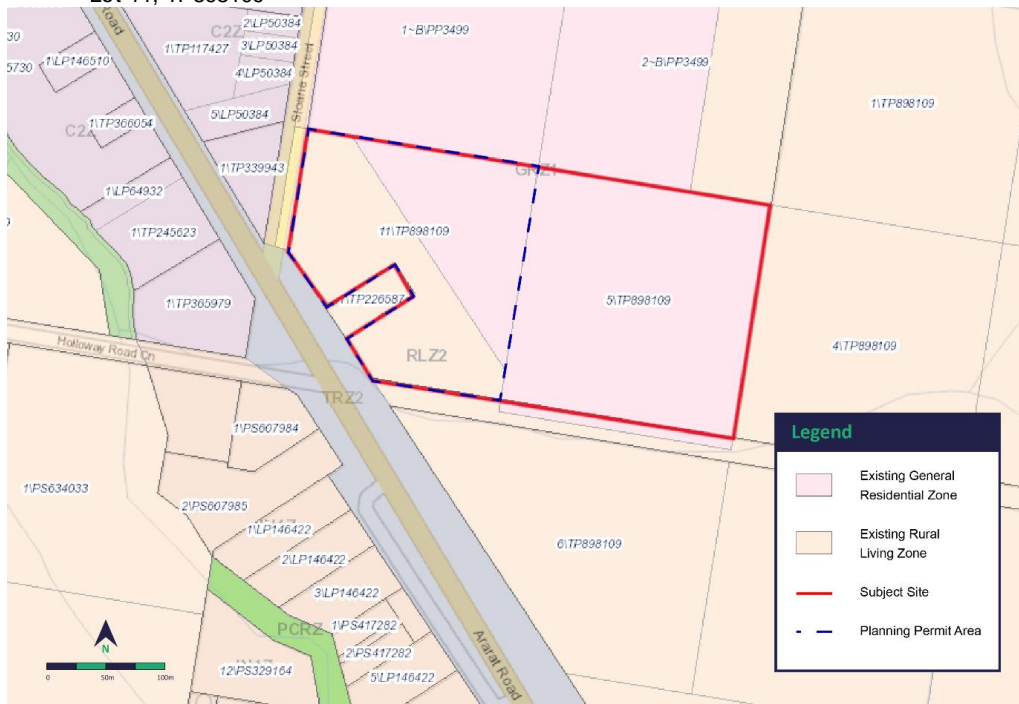 Lot 11, TP898109
Road
2\LP50384
C2Z
1~B\PP3499
30
1\TP117427
3\LP50384
5730
1\LP146510
4\LP50384
2~B\PP3499
Sloane Street
1\TP898109
5\LP50384
C2Z
1\TP366054
1\TP339943
GRZ1
1\LP64932
1\TP245623
11\TP898109
1\TP365979
1\TP226587
5\TP898109
Holloway Road Cn
RLZ2
4\TP898109
TRZ2
1\PS607984
1\PS634033
2\PS607985
1\LP146422
2\LP146422
6\TP898109
3\LP146422
PCRZ
1\PS417282
2\PS417282
12\PS329164
5\LP146422
Ararat Road
N
0 50m 100m
Legend
Existing General
Residential Zone
Existing Rural
Living Zone
Subject Site
Planning Permit Area